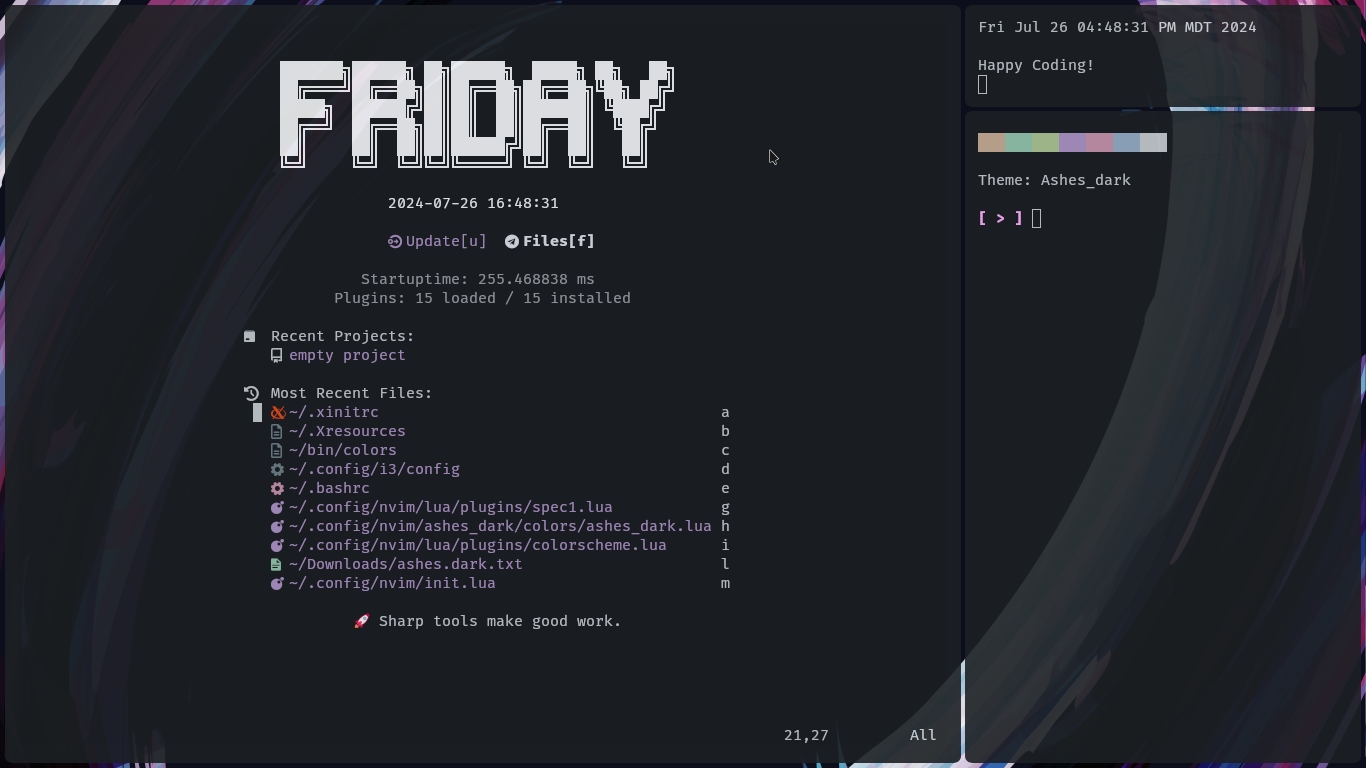 FRIDAY
2024-07-26 16:48:31
Update[u] Files[f]
Startuptime: 255.468838 ms
Plugins: 15 loaded / 15 installed
Recent Projects:
empty project
Most Recent Files:
~/.xinitrc a
~/.Xresources b
~/bin/colors c
~/.config/i3/config d
~/.bashrc e
~/.config/nvim/lua/plugins/spec1.lua g
~/.config/nvim/ashes_dark/colors/ashes_dark.lua h
~/.config/nvim/lua/plugins/colorscheme.lua i
~/Downloads/ashes.dark.txt l
~/.config/nvim/init.lua m
🚀 Sharp tools make good work.
21,27 All
Fri Jul 26 04:48:31 PM MDT 2024
Happy Coding!
Theme: Ashes_dark
[ > ]